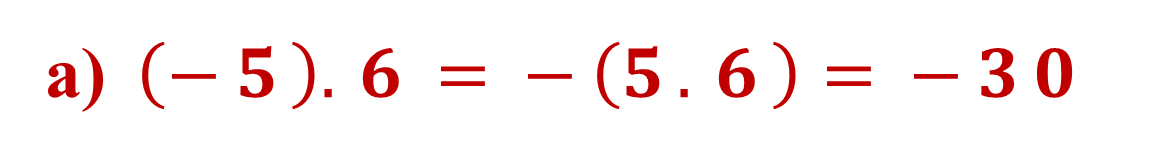 a) (− 5 ). 6 = − (5 . 6 ) = − 3 0